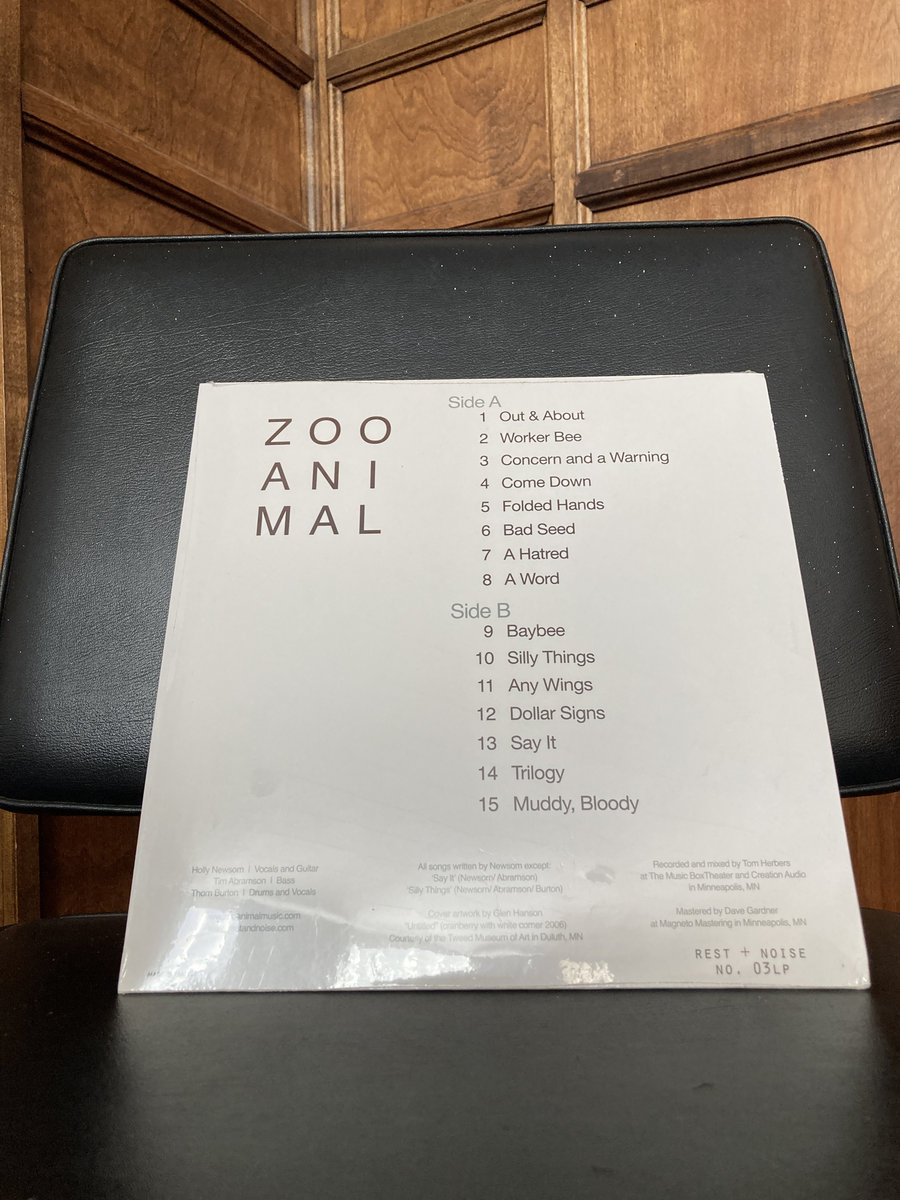 ZOO
ANI
MAL
Side A
1 Out & About
2 Worker Bee
3 Concern and a Warning
4 Come Down
5 Folded Hands
6 Bad Seed
7 A Hatred
8 A Word
Side B
9 Baybee
10 Silly Things
11 Any Wings
12 Dollar Signs
13 Say It
14 Trilogy
15 Muddy, Bloody
Holly Newsom | Vocals and Guitar
Tim Abramson | Bass
Thom Burton | Drums and Vocals
All songs written by Newsom except:
'Say It' (Newsom/ Abramson)
'Silly Things' (Newsom/ Abramson/ Burton)
Cover artwork by Glen Hanson
"Untitled" (cranberry with white corner 2006)
Courtesy of the Tweed Museum of Art in Duluth, MN
Recorded and mixed by Tom Herbers
at The Music BoxTheater and Creation Audio
in Minneapolis, MN
Mastered by Dave Gardner
at Magneto Mastering in Minneapolis, MN
REST + NOISE
NO. 03LP